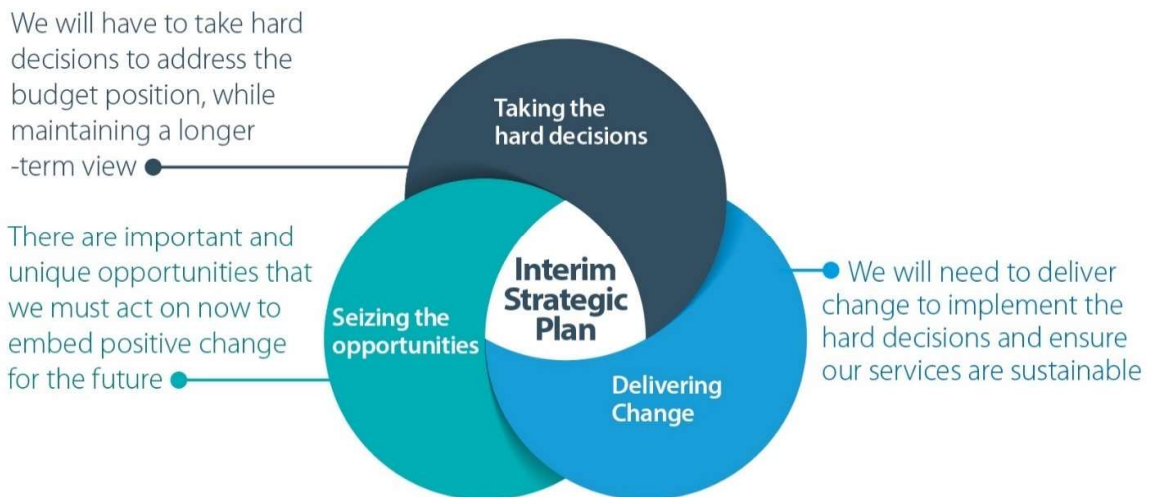 We will have to take hard
decisions to address the
budget position, while
maintaining a longer
-term view
Taking the
hard decisions
There are important and
unique opportunities that
we must act on now to
embed positive change
for the future
Seizing the
opportunities
Interim
Strategic
Plan
Delivering
Change
We will need to deliver
change to implement the
hard decisions and ensure
our services are sustainable